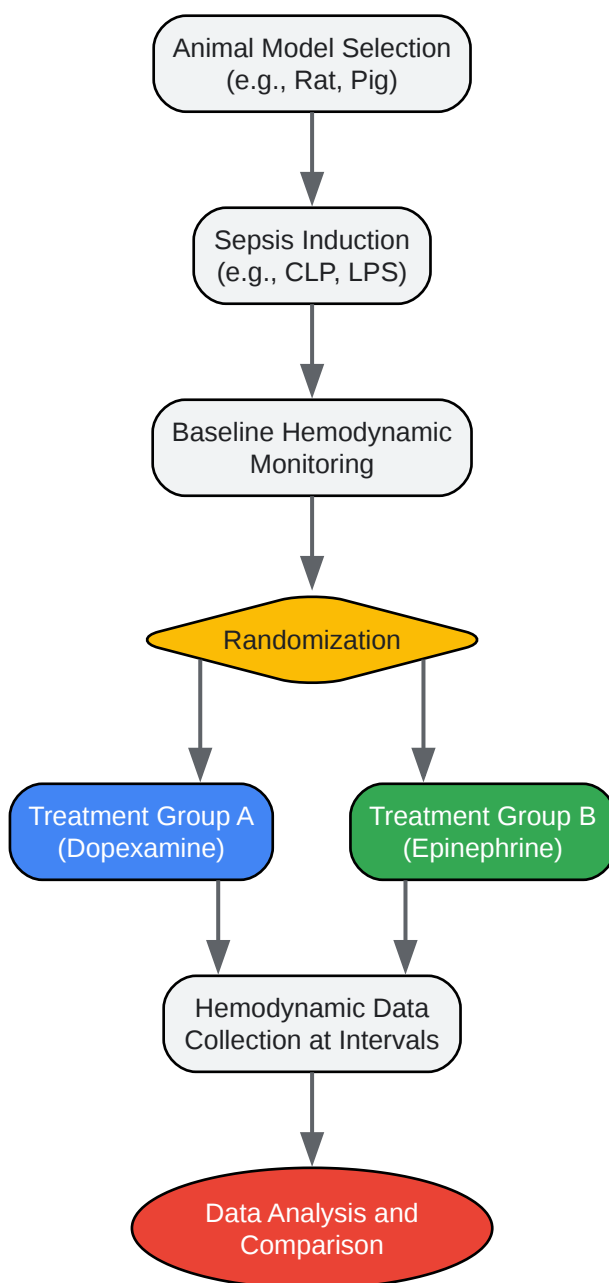 Animal Model Selection
(e.g., Rat, Pig)
Sepsis Induction
(e.g., CLP, LPS)
Baseline Hemodynamic
Monitoring
Randomization
Treatment Group A
(Dopexamine)
Treatment Group B
(Epinephrine)
Hemodynamic Data
Collection at Intervals
Data Analysis and
Comparison